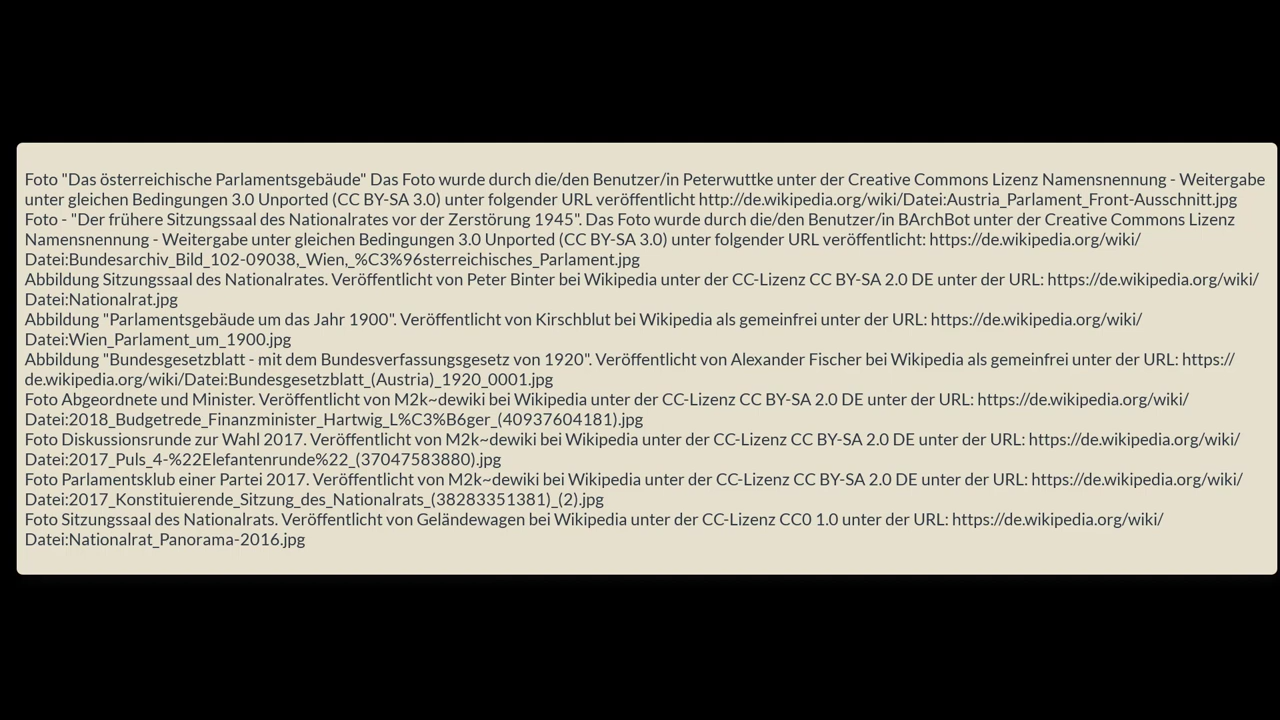 Foto "Das österreichische Parlamentsgebäude" Das Foto wurde durch die/den Benutzer/in Peterwuttke unter der Creative Commons Lizenz Namensnennung - Weitergabe
unter gleichen Bedingungen 3.0 Unported (CC BY-SA 3.0) unter folgender URL veröffentlicht http://de.wikipedia.org/wiki/Datei:Austria_Parlament_Front-Ausschnitt.jpg
Foto - "Der frühere Sitzungssaal des Nationalrates vor der Zerstörung 1945". Das Foto wurde durch die/den Benutzer/in BArchBot unter der Creative Commons Lizenz
Namensnennung - Weitergabe unter gleichen Bedingungen 3.0 Unported (CC BY-SA 3.0) unter folgender URL veröffentlicht: https://de.wikipedia.org/wiki/
Datei:Bundesarchiv_Bild_102-09038,_Wien,_%C3%96sterreichisches_Parlament.jpg
Abbildung Sitzungssaal des Nationalrates. Veröffentlicht von Peter Binter bei Wikipedia unter der CC-Lizenz CC BY-SA 2.0 DE unter der URL: https://de.wikipedia.org/wiki/
Datei:Nationalrat.jpg
Abbildung "Parlamentsgebäude um das Jahr 1900". Veröffentlicht von Kirschblut bei Wikipedia als gemeinfrei unter der URL: https://de.wikipedia.org/wiki/
Datei:Wien_Parlament_um_1900.jpg
Abbildung "Bundesgesetzblatt - mit dem Bundesverfassungsgesetz von 1920". Veröffentlicht von Alexander Fischer bei Wikipedia als gemeinfrei unter der URL: https://
de.wikipedia.org/wiki/Datei:Bundesgesetzblatt_(Austria)_1920_0001.jpg
Foto Abgeordnete und Minister. Veröffentlicht von M2k~dewiki bei Wikipedia unter der CC-Lizenz CC BY-SA 2.0 DE unter der URL: https://de.wikipedia.org/wiki/
Datei:2018_Budgetrede_Finanzminister_Hartwig_L%C3%B6ger_(40937604181).jpg
Foto Diskussionsrunde zur Wahl 2017. Veröffentlicht von M2k~dewiki bei Wikipedia unter der CC-Lizenz CC BY-SA 2.0 DE unter der URL: https://de.wikipedia.org/wiki/
Datei:2017_Puls_4-%22Elefantenrunde%22_(37047583880).jpg
Foto Parlamentsklub einer Partei 2017. Veröffentlicht von M2k~dewiki bei Wikipedia unter der CC-Lizenz CC BY-SA 2.0 DE unter der URL: https://de.wikipedia.org/wiki/
Datei:2017_Konstituierende_Sitzung_des_Nationalrats_(38283351381)_(2).jpg
Foto Sitzungssaal des Nationalrats. Veröffentlicht von Geländewagen bei Wikipedia unter der CC-Lizenz CC0 1.0 unter der URL: https://de.wikipedia.org/wiki/
Datei:Nationalrat_Panorama-2016.jpg